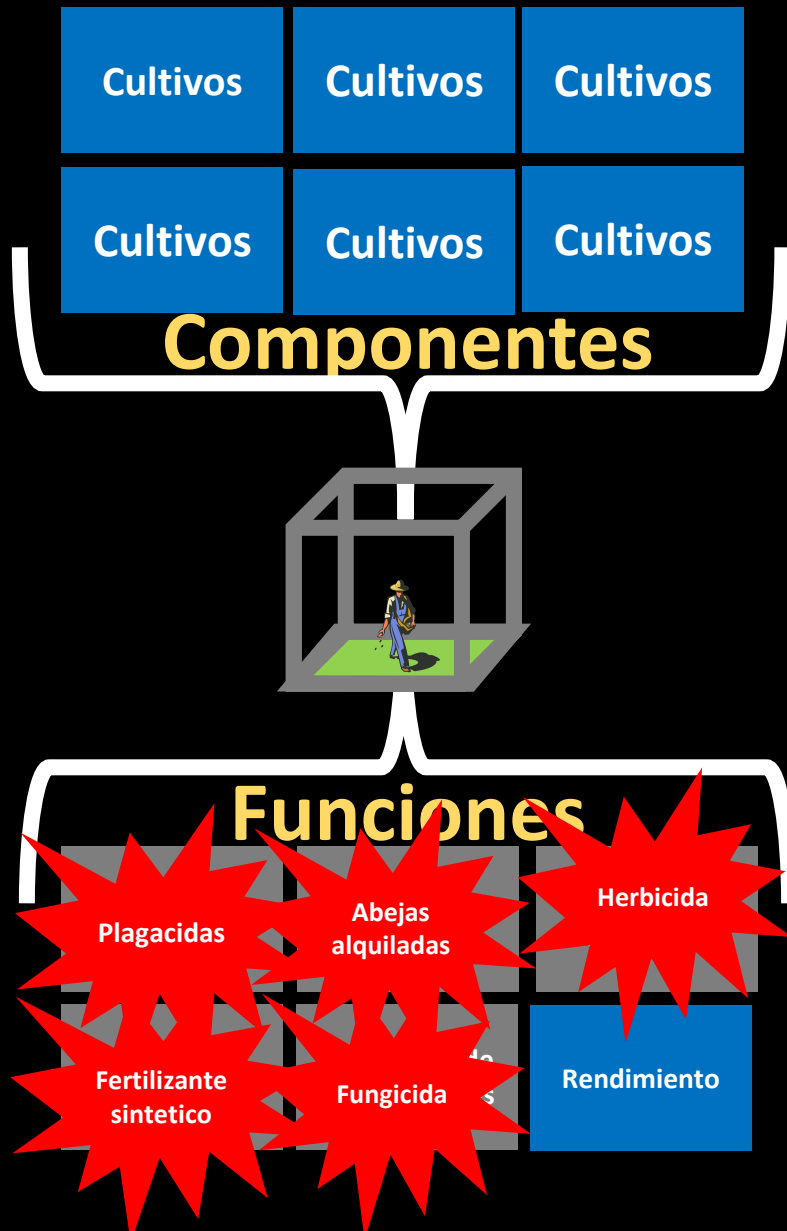 Cultivos
Cultivos
Cultivos
Cultivos
Cultivos
Cultivos
Componentes
Funciones
Plagacidas
Abejas
alquiladas
Herbicida
Fertilizante
sintetico
Fungicida
Rendimiento